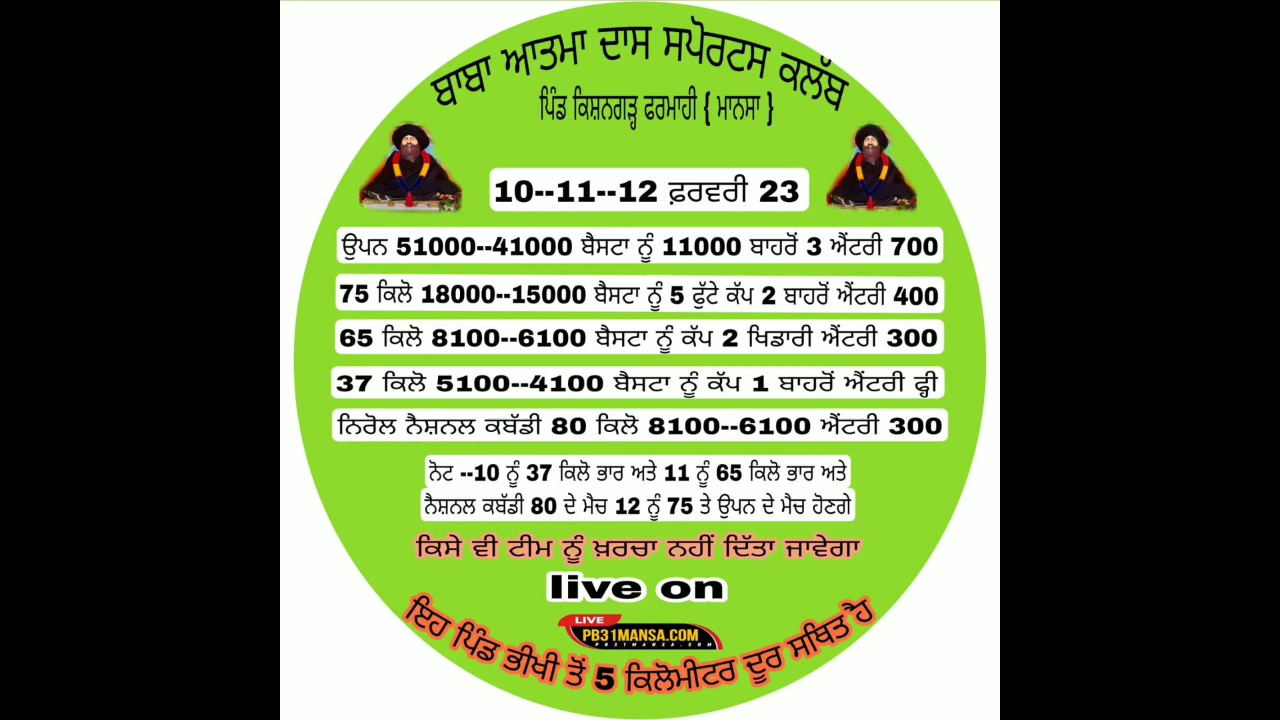 ਬਾਬਾ ਆਤਮਾ ਦਾਸ ਸਪੋਰਟਸ ਕਲੱਬ
ਪਿੰਡ ਕਿਸ਼ਨਗੜ੍ਹ ਫਰਮਾਹੀ { ਮਾਨਸਾ }
10--11--12 ਫ਼ਰਵਰੀ 23
ਉਪਨ 51000--41000 ਬੈਸਟਾ ਨੂੰ 11000 ਬਾਹਰੋਂ 3 ਐਂਟਰੀ 700
75 ਕਿਲੋ 18000--15000 ਬੈਸਟਾ ਨੂੰ 5 ਫੁੱਟੇ ਕੱਪ 2 ਬਾਹਰੋਂ ਐਂਟਰੀ 400
65 ਕਿਲੋ 8100--6100 ਬੈਸਟਾ ਨੂੰ ਕੱਪ 2 ਖਿਡਾਰੀ ਐਂਟਰੀ 300
37 ਕਿਲੋ 5100--4100 ਬੈਸਟਾ ਨੂੰ ਕੱਪ 1 ਬਾਹਰੋਂ ਐਂਟਰੀ ਫ੍ਰੀ
ਨਿਰੋਲ ਨੈਸ਼ਨਲ ਕਬੱਡੀ 80 ਕਿਲੋ 8100--6100 ਐਂਟਰੀ 300
ਨੋਟ --10 ਨੂੰ 37 ਕਿਲੋ ਭਾਰ ਅਤੇ 11 ਨੂੰ 65 ਕਿਲੋ ਭਾਰ ਅਤੇ
ਨੈਸ਼ਨਲ ਕਬੱਡੀ 80 ਦੇ ਮੈਚ 12 ਨੂੰ 75 ਤੇ ਉਪਨ ਦੇ ਮੈਚ ਹੋਣਗੇ
ਕਿਸੇ ਵੀ ਟੀਮ ਨੂੰ ਖ਼ਰਚਾ ਨਹੀਂ ਦਿੱਤਾ ਜਾਵੇਗਾ
live on
LIVE
PB31MANSA.COM
PB31MANSA.COM
ਇਹ ਪਿੰਡ ਭੀਖੀ ਤੋਂ 5 ਕਿਲੋਮੀਟਰ ਦੂਰ ਸਥਿਤ ਹੈ